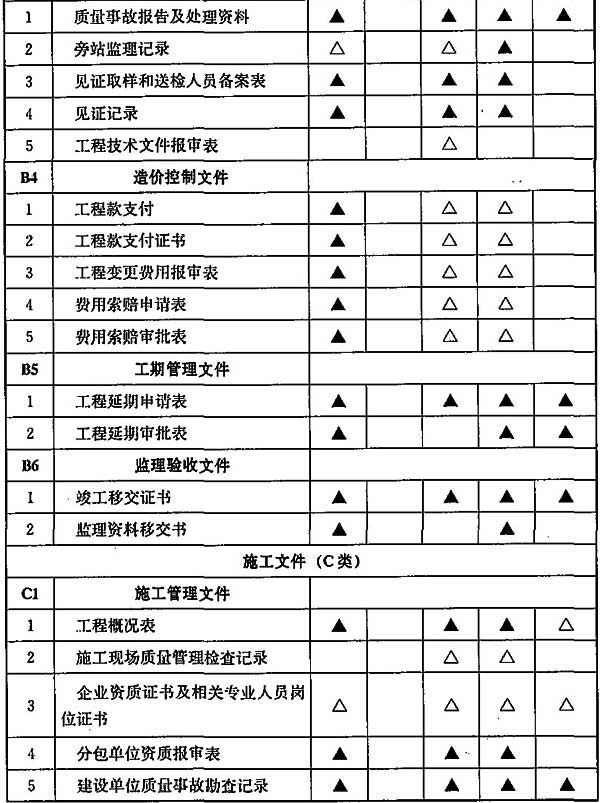 1 质量事故报告及处理资料 ▲ ▲ ▲ ▲
2 旁站监理记录 △ △ ▲
3 见证取样和送检人员备案表 ▲ ▲ ▲
4 见证记录 ▲ ▲ ▲
5 工程技术文件报审表 △
B4 造价控制文件
1 工程款支付 ▲ △ △
2 工程款支付证书 ▲ △ △
3 工程变更费用报审表 ▲ △ △
4 费用索赔申请表 ▲ △ △
5 费用索赔审批表 ▲ △ △
B5 工期管理文件
1 工程延期申请表 ▲ ▲ ▲ ▲
2 工程延期审批表 ▲ ▲ ▲
B6 监理验收文件
1 竣工移交证书 ▲ ▲ ▲ ▲
2 监理资料移交书 ▲ ▲
施工文件（C类）
C1 施工管理文件
1 工程概况表 ▲ ▲ ▲ △
2 施工现场质量管理检查记录 △ △
3 企业资质证书及相关专业人员岗 △ △ △ △
位证书
4 分包单位资质报审表 ▲ ▲ ▲
5 建设单位质量事故勘查记录 ▲ ▲ ▲ ▲